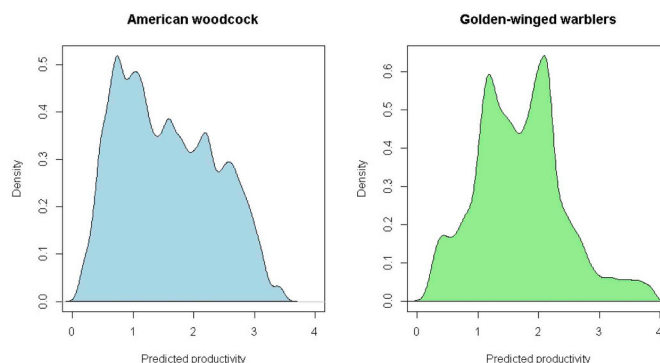 American woodcock
Density
0.0
0.1
0.2
0.3
0.4
0.5
0 1 2 3 4
Predicted productivity
Golden-winged warblers
Density
0.0
0.1
0.2
0.3
0.4
0.5
0.6
0 1 2 3 4
Predicted productivity